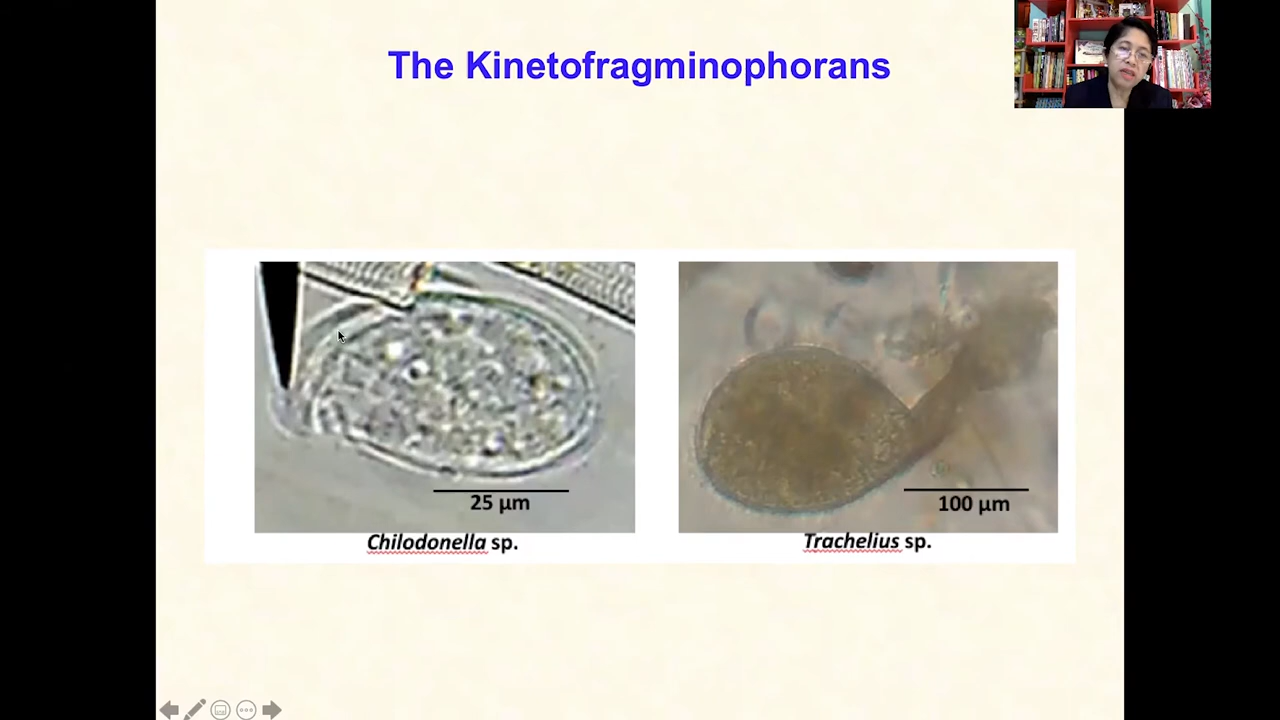 The Kinetofragminophorans
25 µm
100 µm
Chilodonella sp.
Trachelius sp.